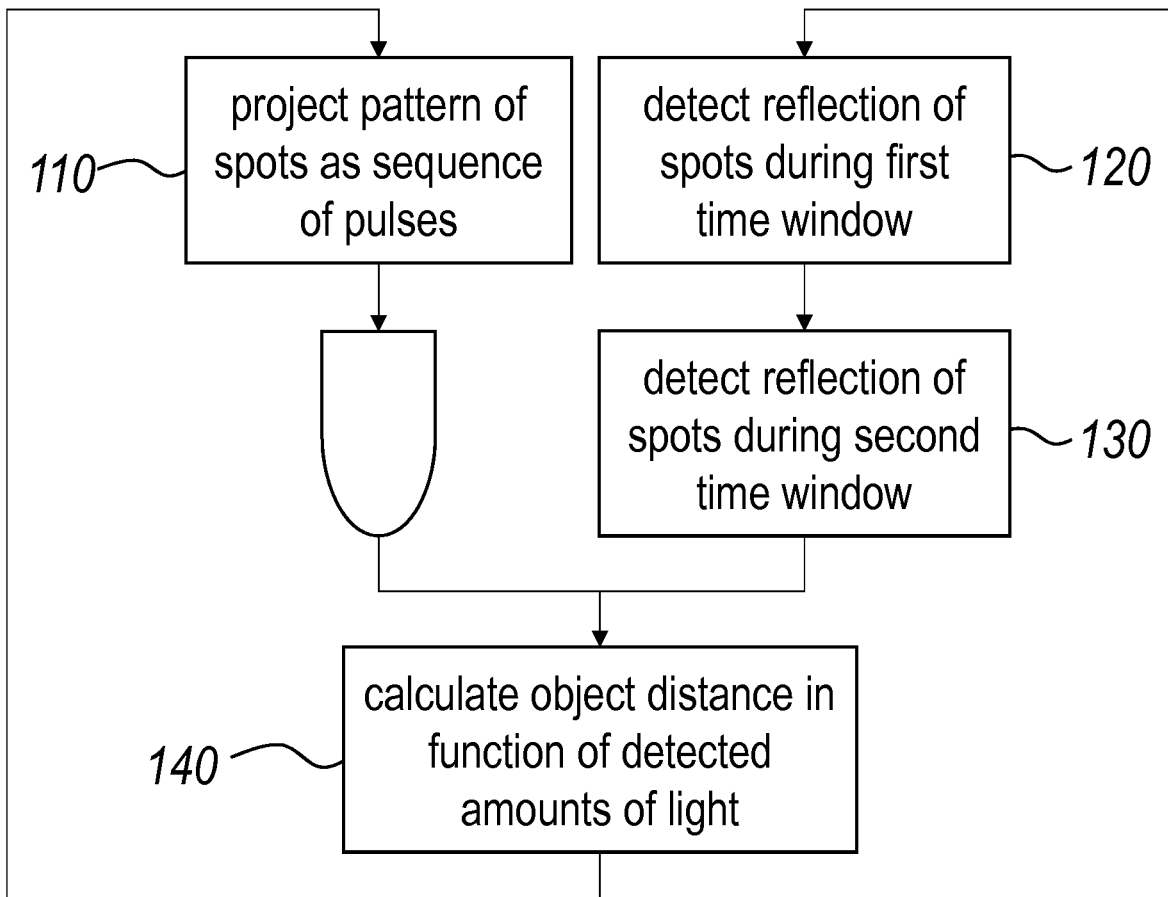 project pattern of
spots as sequence
of pulses
110
detect reflection of
spots during first
time window
120
detect reflection of
spots during second
time window
130
calculate object distance in
function of detected
amounts of light
140